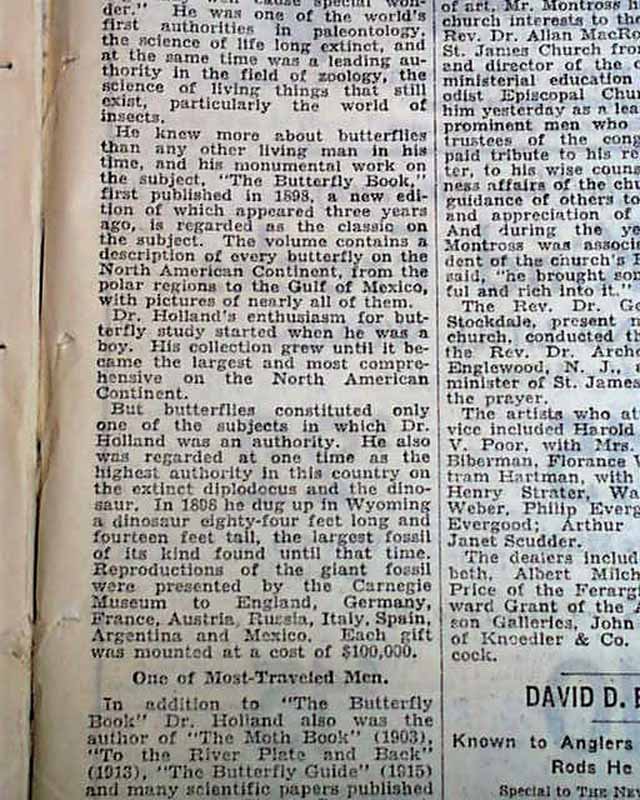 der." He was one of the world's
first authorities in paleontology,
the science of life long extinct, and
at the same time was a leading au-
thority in the field of zoology, the
science of living things that still
exist, particularly the world of
insects.
He knew more about butterflies
than any other living man in his
time, and his monumental work on
the subject, "The Butterfly Book,"
first published in 1898, a new edi-
tion of which appeared three years
ago, is regarded as the classic on
the subject. The volume contains a
description of every butterfly on the
North American Continent, from the
polar regions to the Gulf of Mexico,
with pictures of nearly all of them.
Dr. Holland's enthusiasm for but-
terfly study started when he was a
boy. His collection grew until it be-
came the largest and most compre-
hensive on the North American
Continent.
But butterflies constituted only
one of the subjects in which Dr.
Holland was an authority. He also
was regarded at one time as the
highest authority in this country on
the extinct diplodocus and the dino-
saur. In 1898 he dug up in Wyoming
a dinosaur eighty-four feet long and
fourteen feet tall, the largest fossil
of its kind found until that time.
Reproductions of the giant fossil
were presented by the Carnegie
Museum to England, Germany,
France, Austria, Russia, Italy, Spain,
Argentina and Mexico. Each gift
was mounted at a cost of $100,000.
One of Most-Traveled Men.
In addition to "The Butterfly
Book" Dr. Holland also was the
author of "The Moth Book" (1903),
"To the River Plate and Back"
(1913), "The Butterfly Guide" (1915)
and many scientific papers published
of art. Mr. Montross h
church interests to the
Rev. Dr. Allan MacRo
St. James Church fro
and director of the
ministerial education
odist Episcopal Chur
him yesterday as a lea
prominent men who
trustees of the cong
paid tribute to his re
ter, to his wise couns
ness affairs of the ch
guidance of others to
and appreciation of
And during the ye
Montross was associ
dent of the church's
said, "he brought som
ful and rich into it."
The Rev. Dr. Ge
Stockdale, present
church, conducted th
the Rev. Dr. Arche
Englewood, N. J.,
minister of St. James
the prayer.
The artists who at
vice included Harold
V. Poor, with Mrs.
Biberman, Florance
tram Hartman, with
Henry Strater, Wa
Weber, Philip Everg
Evergood; Arthur
Janet Scudder.
The dealers includ
beth, Albert Milch
Price of the Ferargi
ward Grant of the
son Galleries, John
of Knoedler & Co.
cock.
DAVID D.
Known to Anglers
Rods He
Special to THE NEW